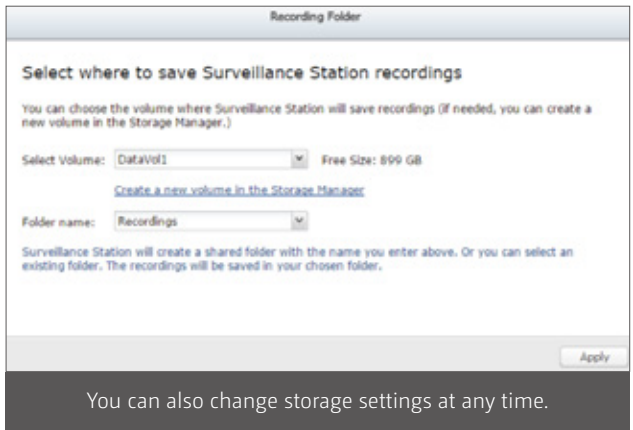 Recording Folder
Select where to save Surveillance Station recordings
You can choose the volume where Surveillance Station will save recordings (if needed, you can create a
new volume in the Storage Manager.)
Select Volume: DataVol1 Free Size: 899 GB
Create a new volume in the Storage Manager
Folder name: Recordings
Surveillance Station will create a shared folder with the name you enter above. Or you can select an
existing folder. The recordings will be saved in your chosen folder.
Apply
You can also change storage settings at any time.